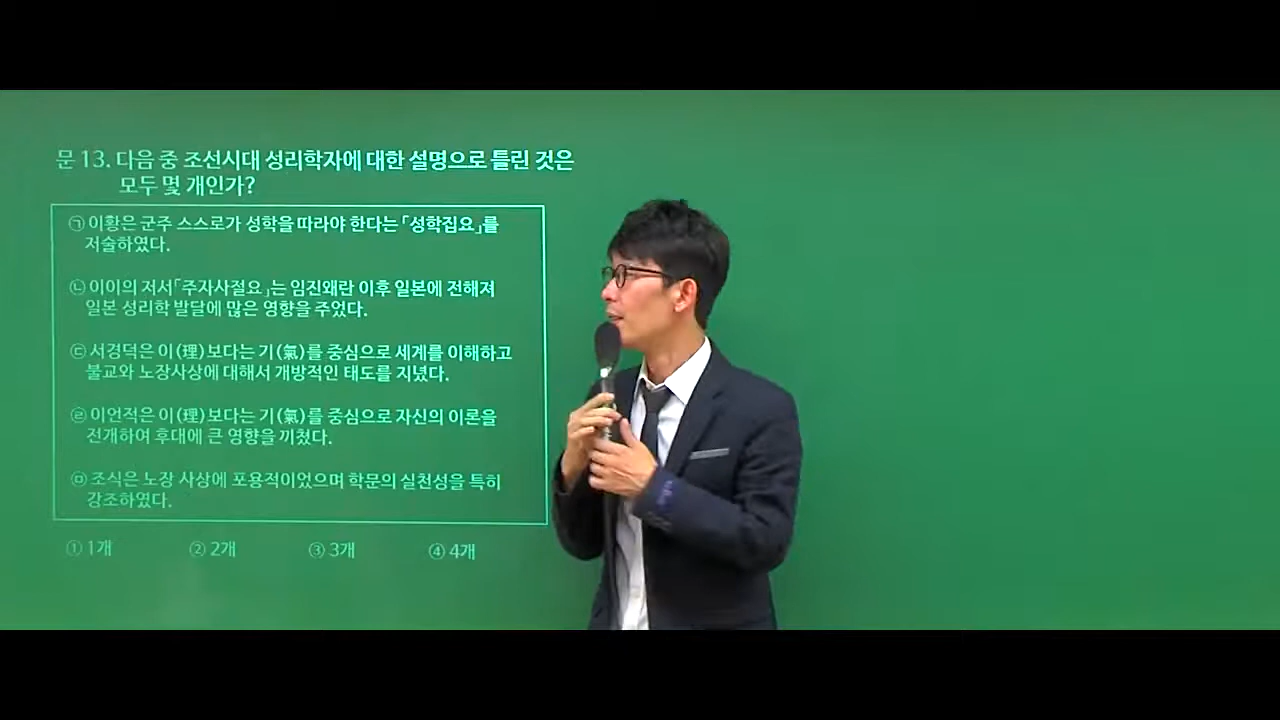 문 13. 다음 중 조선시대 성리학자에 대한 설명으로 틀린 것은
모두 몇 개인가?
㉠ 이황은 군주 스스로가 성학을 따라야 한다는 「성학집요」를
저술하였다.
㉡ 이이의 저서 「주자사절요」는 임진왜란 이후 일본에 전해져
일본 성리학 발달에 많은 영향을 주었다.
㉢ 서경덕은 이(理)보다는 기(氣)를 중심으로 세계를 이해하고
불교와 노장사상에 대해서 개방적인 태도를 지녔다.
㉣ 이언적은 이(理)보다는 기(氣)를 중심으로 자신의 이론을
전개하여 후대에 큰 영향을 끼쳤다.
㉤ 조식은 노장 사상에 포용적이었으며 학문의 실천성을 특히
강조하였다.
① 1개 ② 2개 ③ 3개 ④ 4개